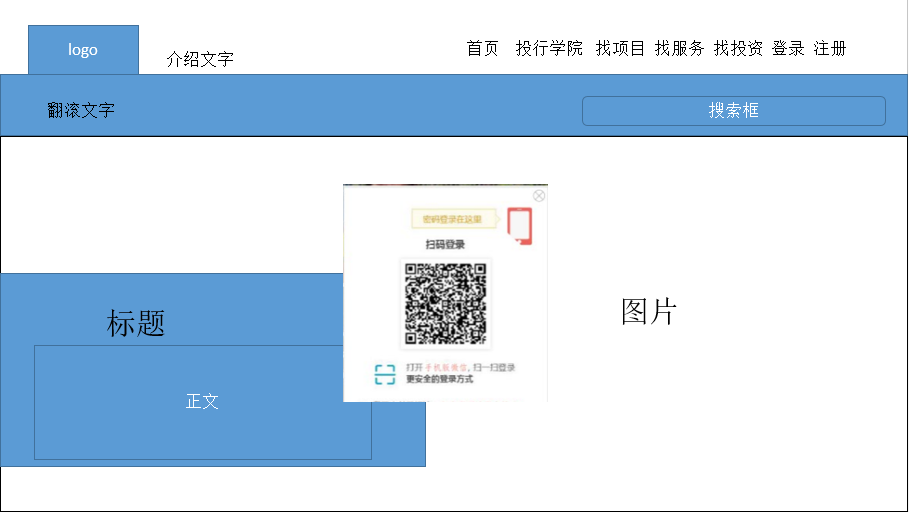 logo
介绍文字
首页 投行学院 找项目 找服务 找投资 登录 注册
翻滚文字
搜索框
密码登录在这里
扫码登录
打开手机版微信, 扫一扫登录
更安全的登录方式
标题
图片
正文